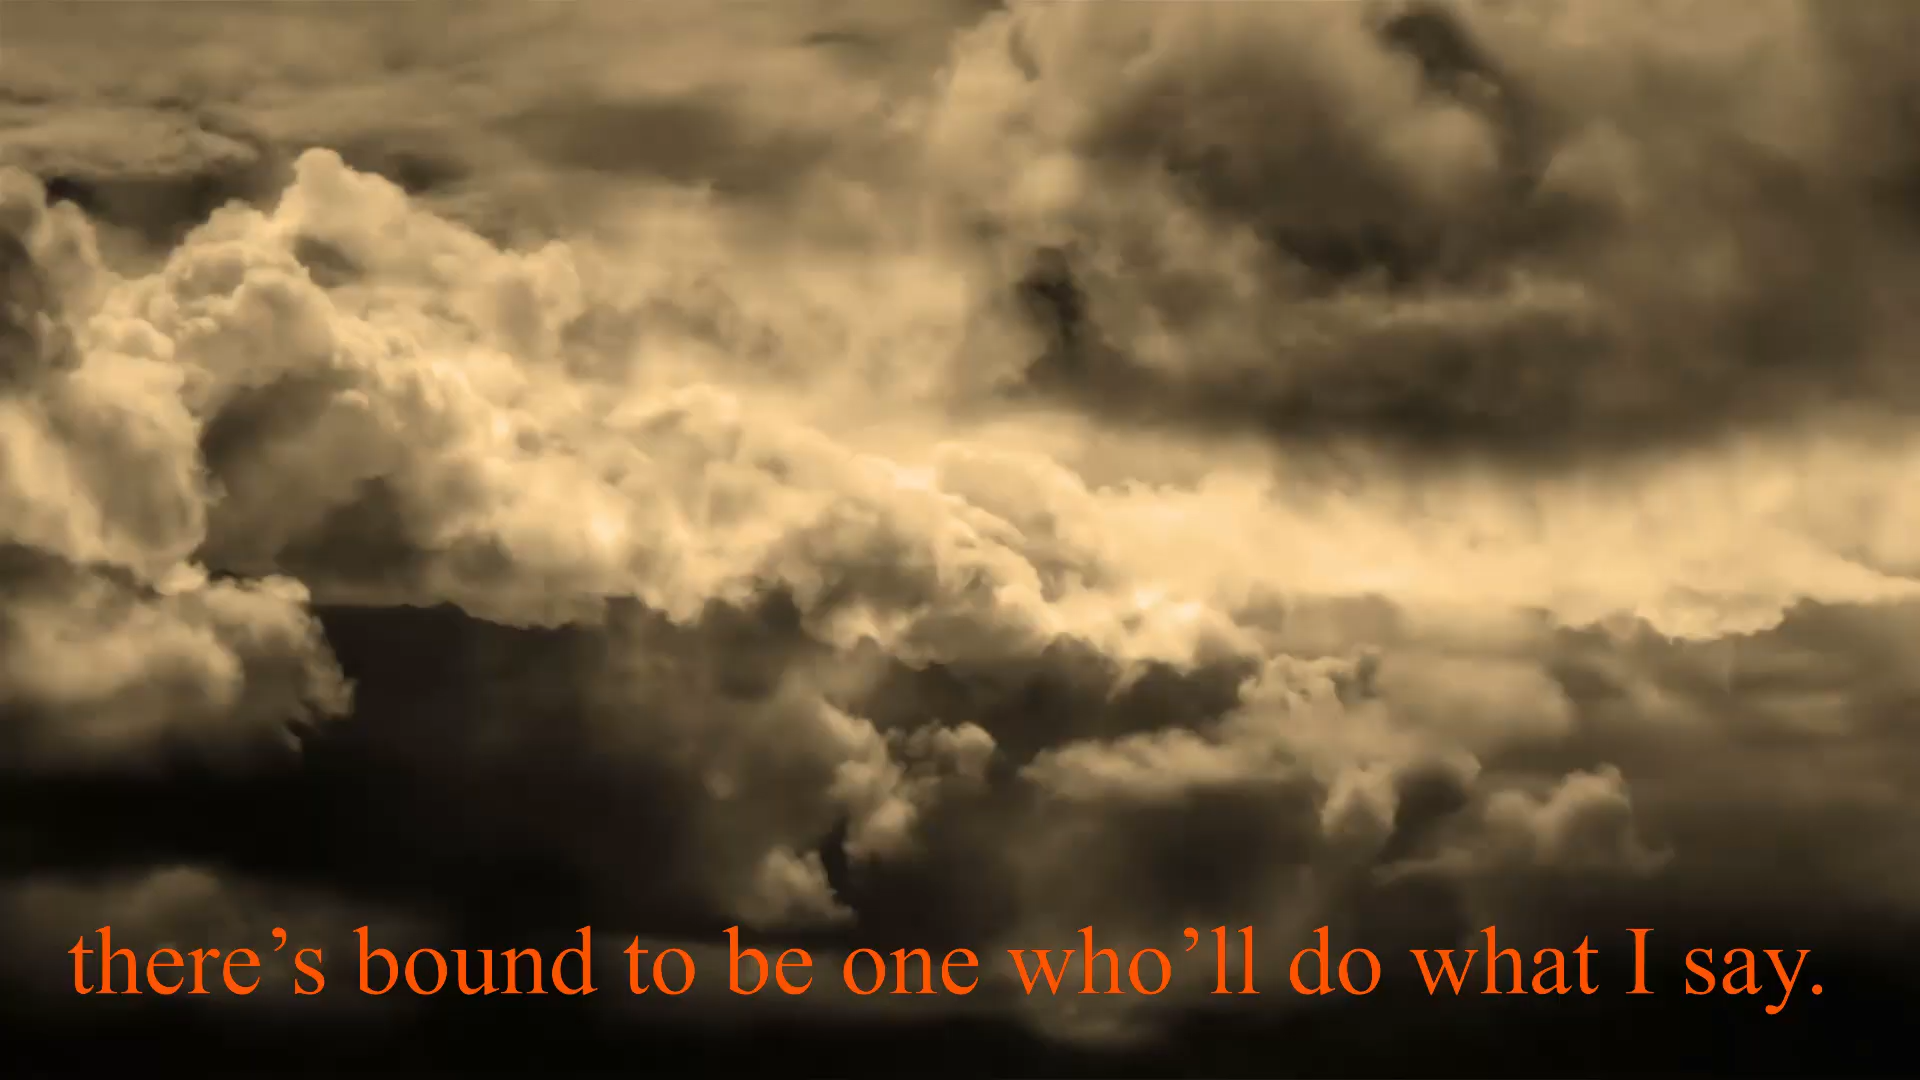 there’s bound to be one who’ll do what I say.